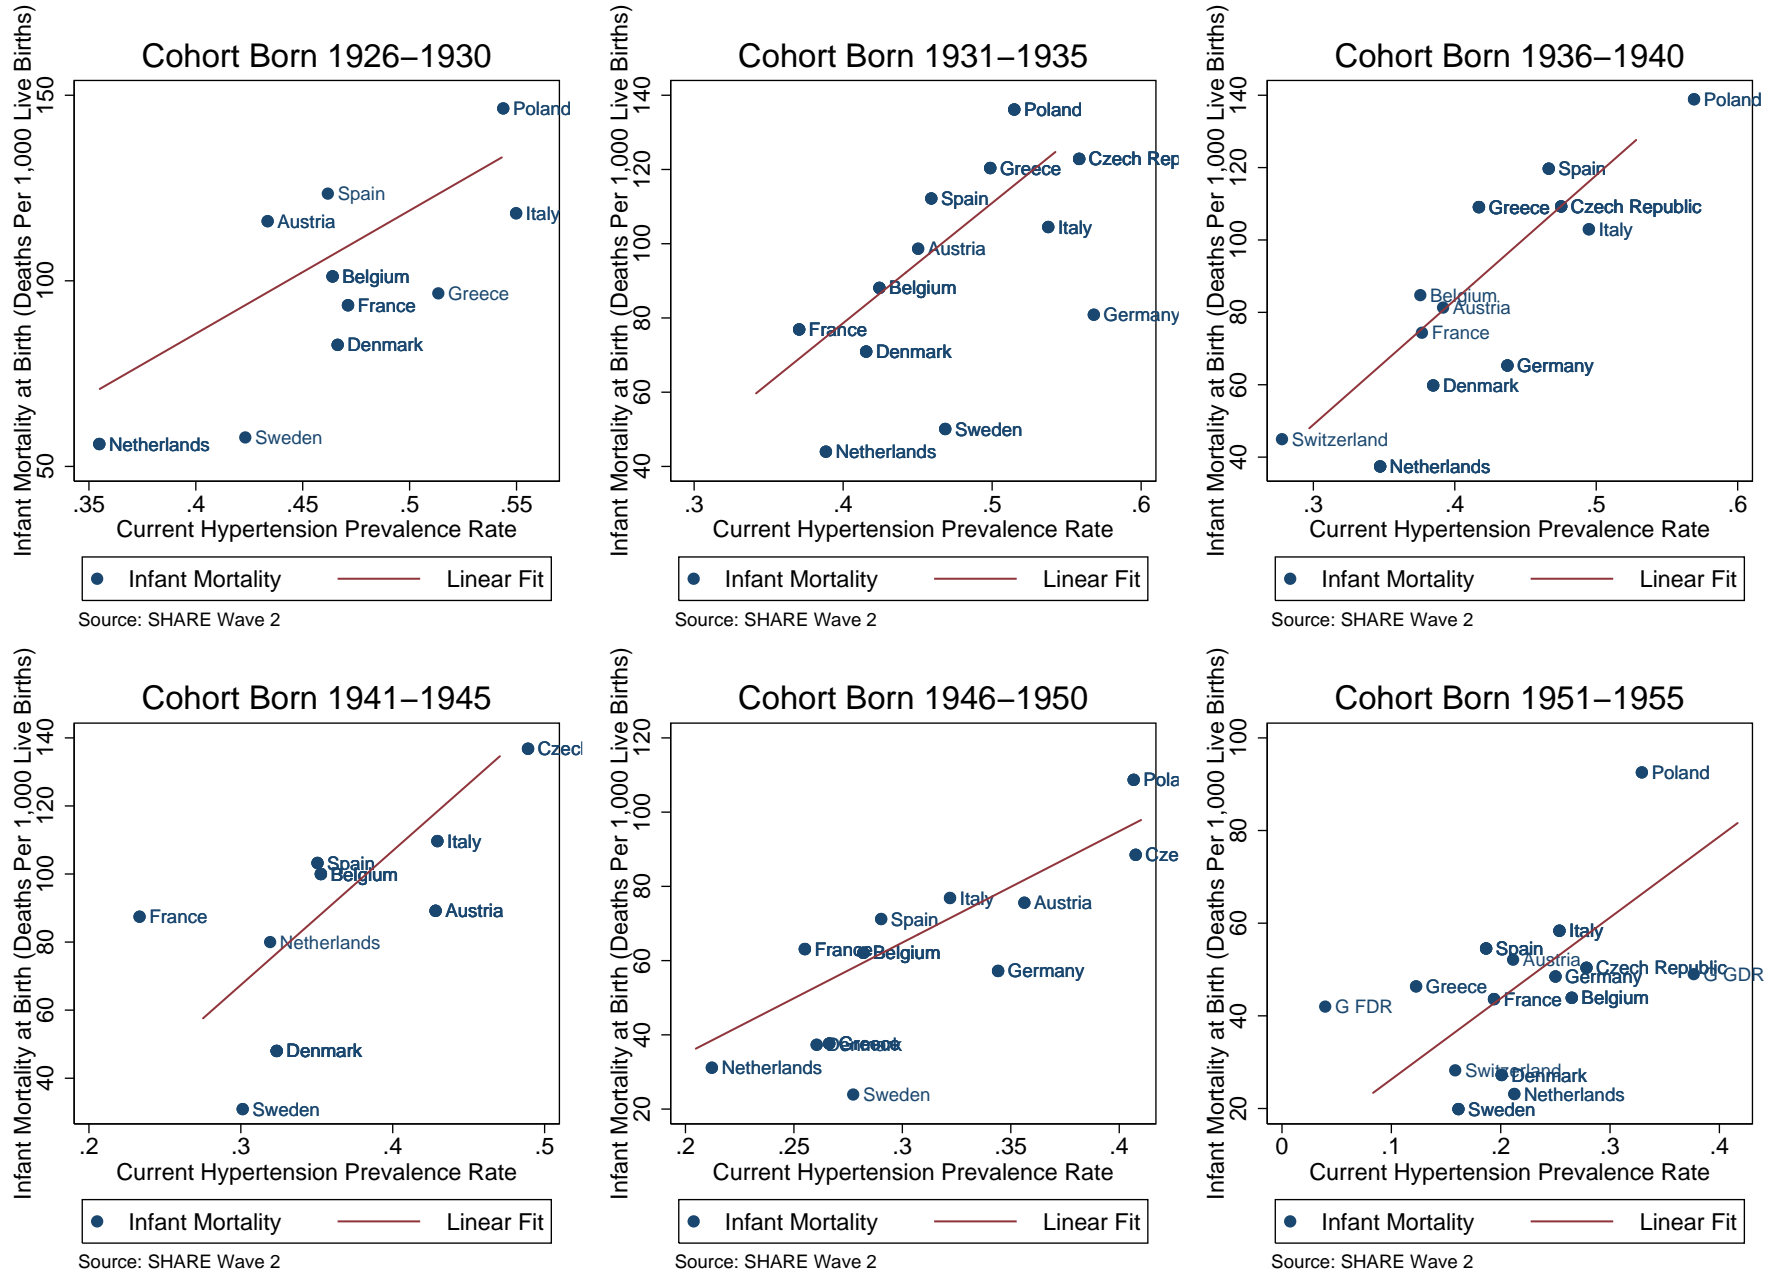 Cohort Born 1926–1930
Infant Mortality at Birth (Deaths Per 1,000 Live Births)
150
100
50
Poland
Spain
Italy
Austria
Belgium
Greece
France
Denmark
Sweden
Netherlands
.35 .4 .45 .5 .55
Current Hypertension Prevalence Rate
Infant Mortality Linear Fit
Source: SHARE Wave 2
Cohort Born 1931–1935
Infant Mortality at Birth (Deaths Per 1,000 Live Births)
140
120
100
80
60
40
Poland
Czech Rep
Greece
Spain
Italy
Austria
Belgium
Germany
France
Denmark
Sweden
Netherlands
.3 .4 .5 .6
Current Hypertension Prevalence Rate
Infant Mortality Linear Fit
Source: SHARE Wave 2
Cohort Born 1936–1940
Infant Mortality at Birth (Deaths Per 1,000 Live Births)
140
120
100
80
60
40
Poland
Spain
Greece
Czech Republic
Italy
Belgium
Austria
France
Germany
Denmark
Switzerland
Netherlands
.3 .4 .5 .6
Current Hypertension Prevalence Rate
Infant Mortality Linear Fit
Source: SHARE Wave 2
Cohort Born 1941–1945
Infant Mortality at Birth (Deaths Per 1,000 Live Births)
140
120
100
80
60
40
Czec
Italy
Spain
Belgium
France
Austria
Netherlands
Denmark
Sweden
.2 .3 .4 .5
Current Hypertension Prevalence Rate
Infant Mortality Linear Fit
Source: SHARE Wave 2
Cohort Born 1946–1950
Infant Mortality at Birth (Deaths Per 1,000 Live Births)
120
100
80
60
40
20
Pola
Cze
Italy
Austria
Spain
France
Belgium
Germany
Denmark
Greece
Netherlands
Sweden
.2 .25 .3 .35 .4
Current Hypertension Prevalence Rate
Infant Mortality Linear Fit
Source: SHARE Wave 2
Cohort Born 1951–1955
Infant Mortality at Birth (Deaths Per 1,000 Live Births)
100
80
60
40
20
Poland
Italy
Spain
Austria
Czech Republic
G GDR
Germany
Greece
France
Belgium
G FDR
Switzerland
Denmark
Netherlands
Sweden
0 .1 .2 .3 .4
Current Hypertension Prevalence Rate
Infant Mortality Linear Fit
Source: SHARE Wave 2